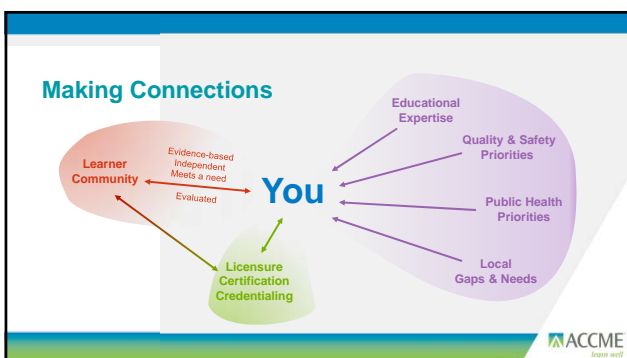 Making Connections
Learner
Community
Evidence-based
Independent
Meets a need
Evaluated
You
Licensure
Certification
Credentialing
Educational
Expertise
Quality & Safety
Priorities
Public Health
Priorities
Local
Gaps & Needs
ACCME
learn well